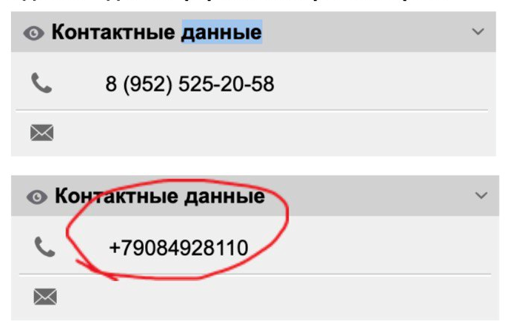 Контактные данные
8 (952) 525-20-58
Контактные данные
+79084928110